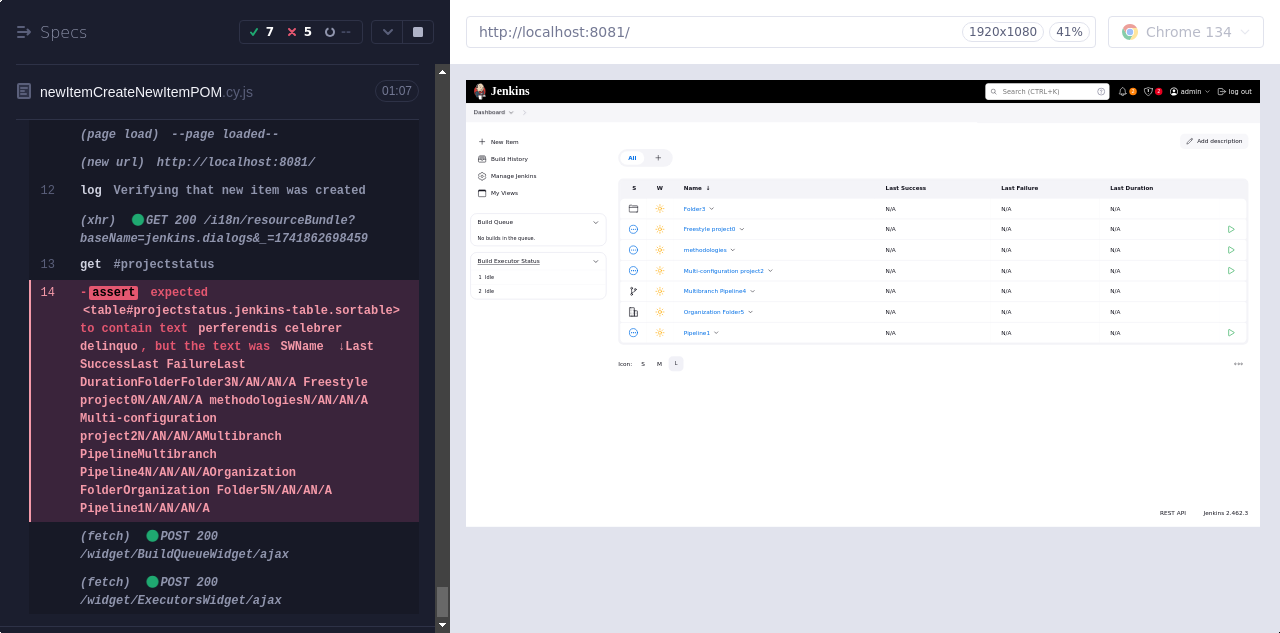 Specs
7
5
--
newItemCreateNewItemPOM.cy.js
01:07
(page load) --page loaded--
(new url) http://localhost:8081/
12 log Verifying that new item was created
(xhr) GET 200 /i18n/resourceBundle?
baseName=jenkins.dialogs&_=1741862698459
13 get #projectstatus
14 -assert expected
<table#projectstatus.jenkins-table.sortable>
to contain text perferendis celebrer
delinquo, but the text was SWName ↓Last
SuccessLast FailureLast
DurationFolderFolder3N/AN/AN/A Freestyle
project0N/AN/AN/A methodologiesN/AN/AN/A
Multi-configuration
project2N/AN/AN/AMultibranch
PipelineMultibranch
Pipeline4N/AN/AN/AOrganization
FolderOrganization Folder5N/AN/AN/A
Pipeline1N/AN/AN/A
(fetch) POST 200
/widget/BuildQueueWidget/ajax
(fetch) POST 200
/widget/ExecutorsWidget/ajax
http://localhost:8081/
1920x1080
41%
Chrome 134
Jenkins
Search (CTRL+K)
2
2
admin
log out
Dashboard
New Item
Build History
Manage Jenkins
My Views
Build Queue
No builds in the queue.
Build Executor Status
1 Idle
2 Idle
Add description
All +
S W Name ↓ Last Success Last Failure Last Duration
Folder3 N/A N/A N/A
Freestyle project0 N/A N/A N/A
methodologies N/A N/A N/A
Multi-configuration project2 N/A N/A N/A
Multibranch Pipeline4 N/A N/A N/A
Organization Folder5 N/A N/A N/A
Pipeline1 N/A N/A N/A
Icon: S M L
REST API Jenkins 2.462.3